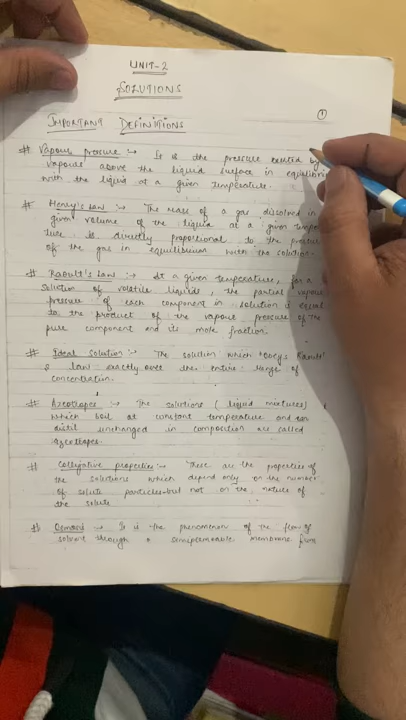 UNIT-2
SOLUTIONS
①
IMPORTANT DEFINITIONS
# Vapour pressure :- It is the pressure exerted by
vapours above the liquid surface in equilibri
with the liquid at a given temperature.
# Henry's Law :- The mass of a gas dissolved in
given volume of the liquid at a given temper
ture is directly proportional to the pressure
of the gas in equilibrium with the solution.
# Raoult's Law :- At a given temperature, for a
solution of volatile liquids, the partial vapour
pressure of each component in solution is equal
to the product of the vapour pressure of the
pure component and its mole fraction.
# Ideal solution :- The solution which obeys Raoult'
s law exactly over the entire range of
concentration.
# Azeotropes :- The solutions (liquid mixtures)
which boil at constant temperature and can
distil unchanged in composition are called
Azeotropes.
# Colligative properties :- These are the properties of
the solutions which depend only on the number
of solute particles but not on the nature of
the solute
# :- It is the phenomenon of the flow of
solvent through a semipermeable membrane from